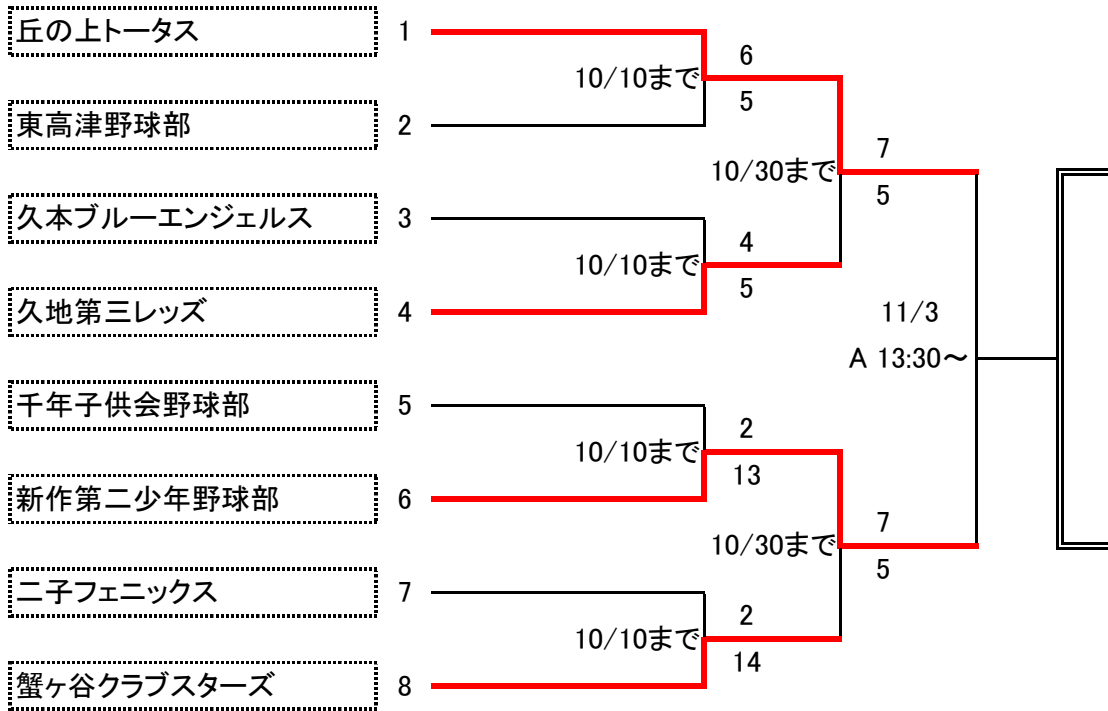 丘の上トータス 1
6
10/10まで
5
東高津野球部 2
7
10/30まで
5
久本ブルーエンジェルス 3
4
10/10まで
5
久地第三レッズ 4
11/3
A 13:30～
千年子供会野球部 5
2
10/10まで
13
新作第二少年野球部 6
7
10/30まで
5
二子フェニックス 7
2
10/10まで
14
蟹ヶ谷クラブスターズ 8